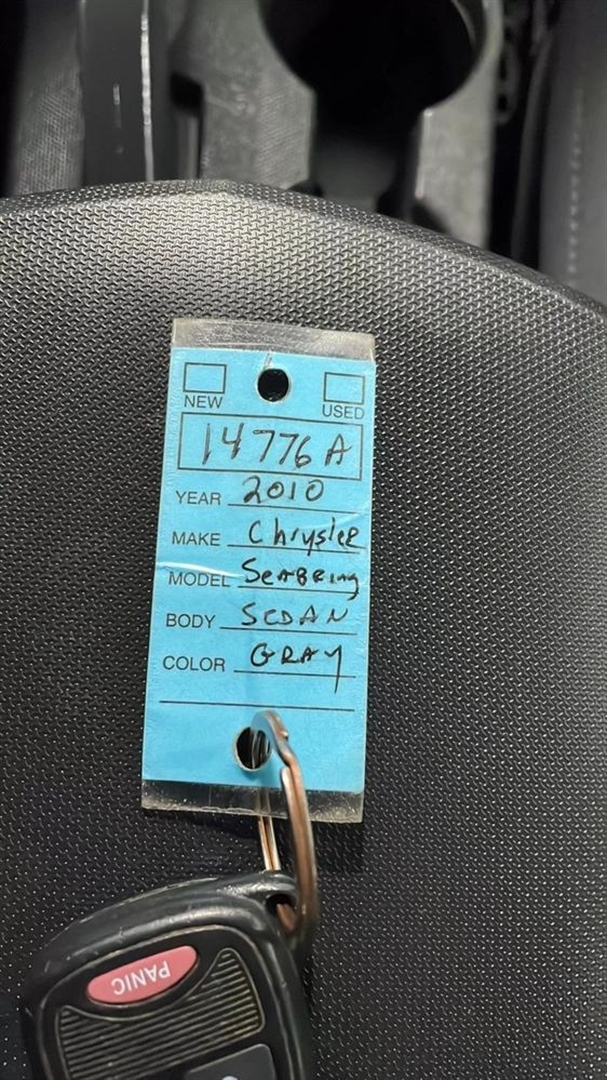 NEW USED
14776A
YEAR 2010
MAKE Chrysler
MODEL SeaBring
BODY SEDAN
COLOR GRAY
PANIC